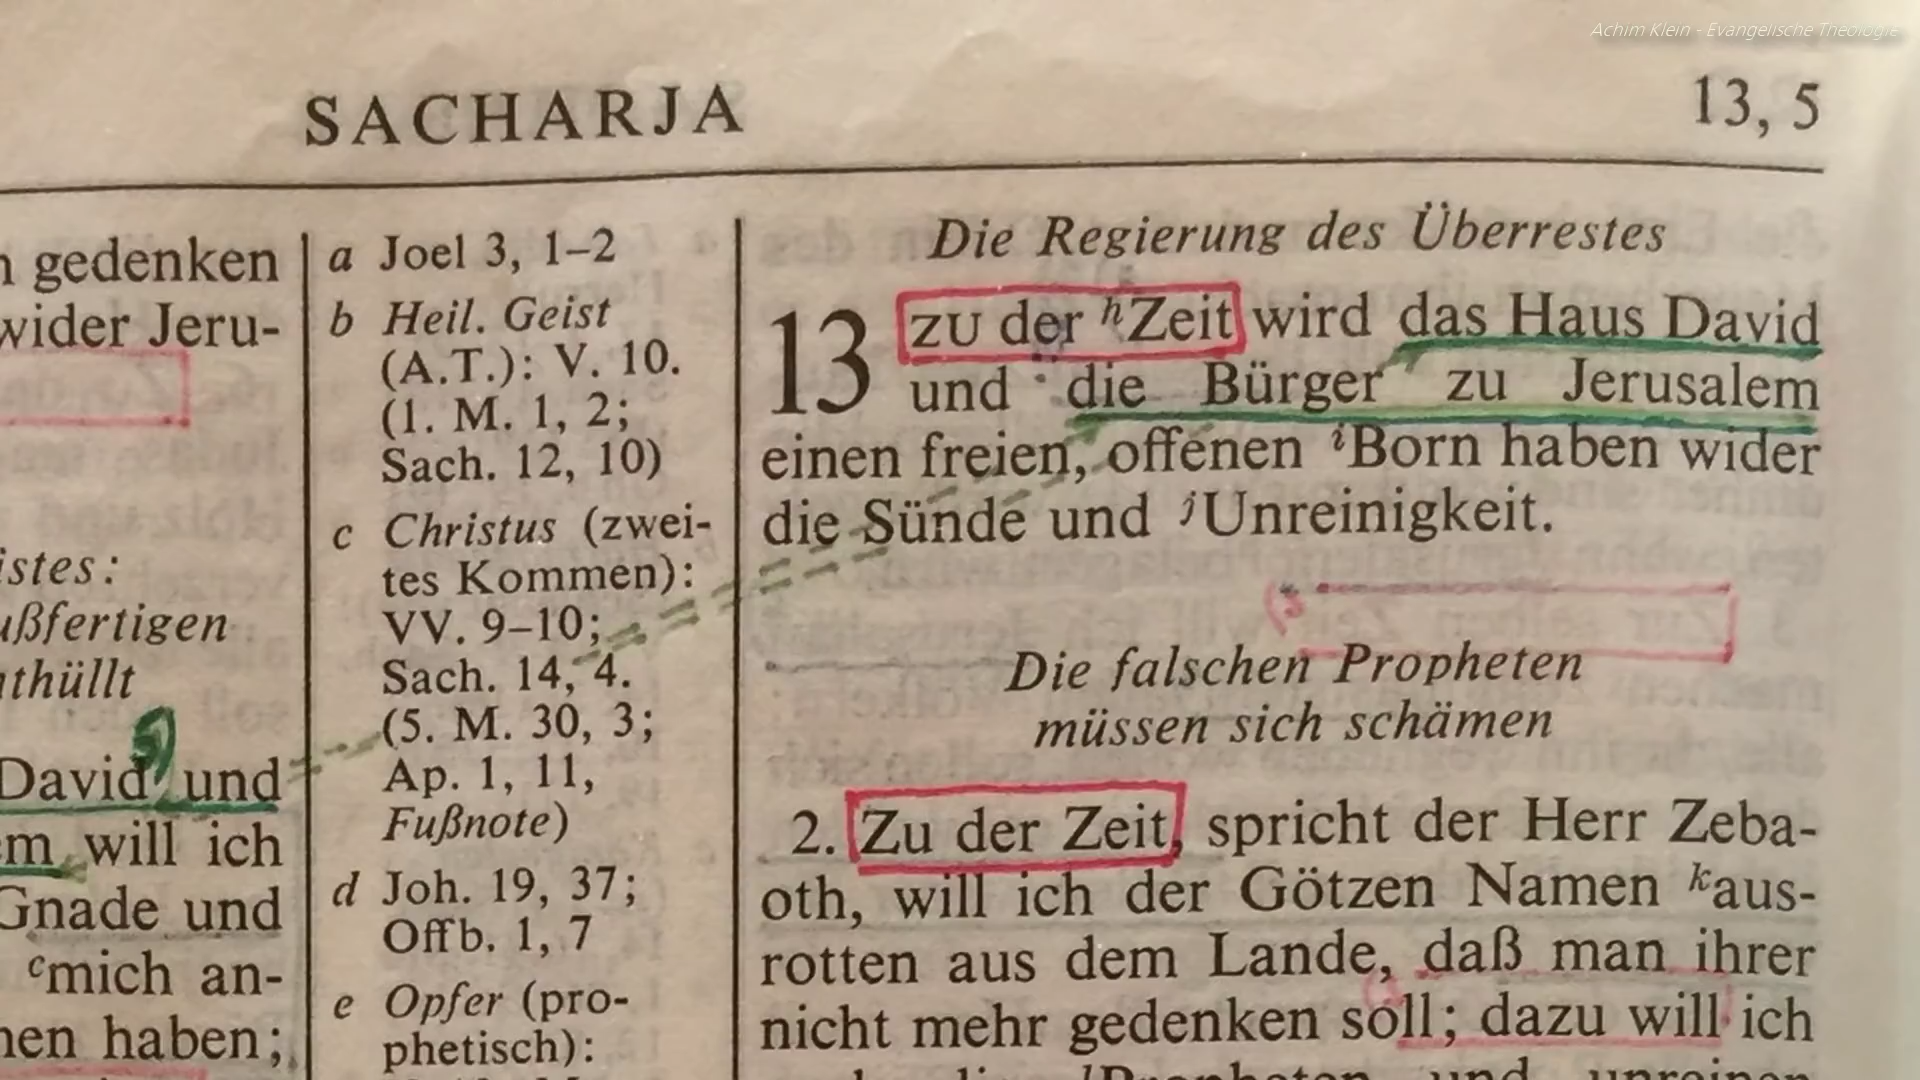 Achim Klein - Evangelische Theologie
SACHARJA
13, 5
gedenken
wider Jeru-
istes:
ußfertigen
thüllt
David und
em will ich
Gnade und
ᶜmich an-
nen haben;
a Joel 3, 1–2
b Heil. Geist
(A.T.): V. 10.
(1. M. 1, 2;
Sach. 12, 10)
c Christus (zwei-
tes Kommen):
VV. 9–10;
Sach. 14, 4.
(5. M. 30, 3;
Ap. 1, 11,
Fußnote)
d Joh. 19, 37;
Offb. 1, 7
e Opfer (pro-
phetisch):
Die Regierung des Überrestes
13 zu der ʰZeit wird das Haus David
und die Bürger zu Jerusalem
einen freien, offenen ⁱBorn haben wider
die Sünde und ʲUnreinigkeit.
Die falschen Propheten
müssen sich schämen
2. Zu der Zeit, spricht der Herr Zeba-
oth, will ich der Götzen Namen ᵏaus-
rotten aus dem Lande, daß man ihrer
nicht mehr gedenken soll; dazu will ich
ˡPropheten und unreinen